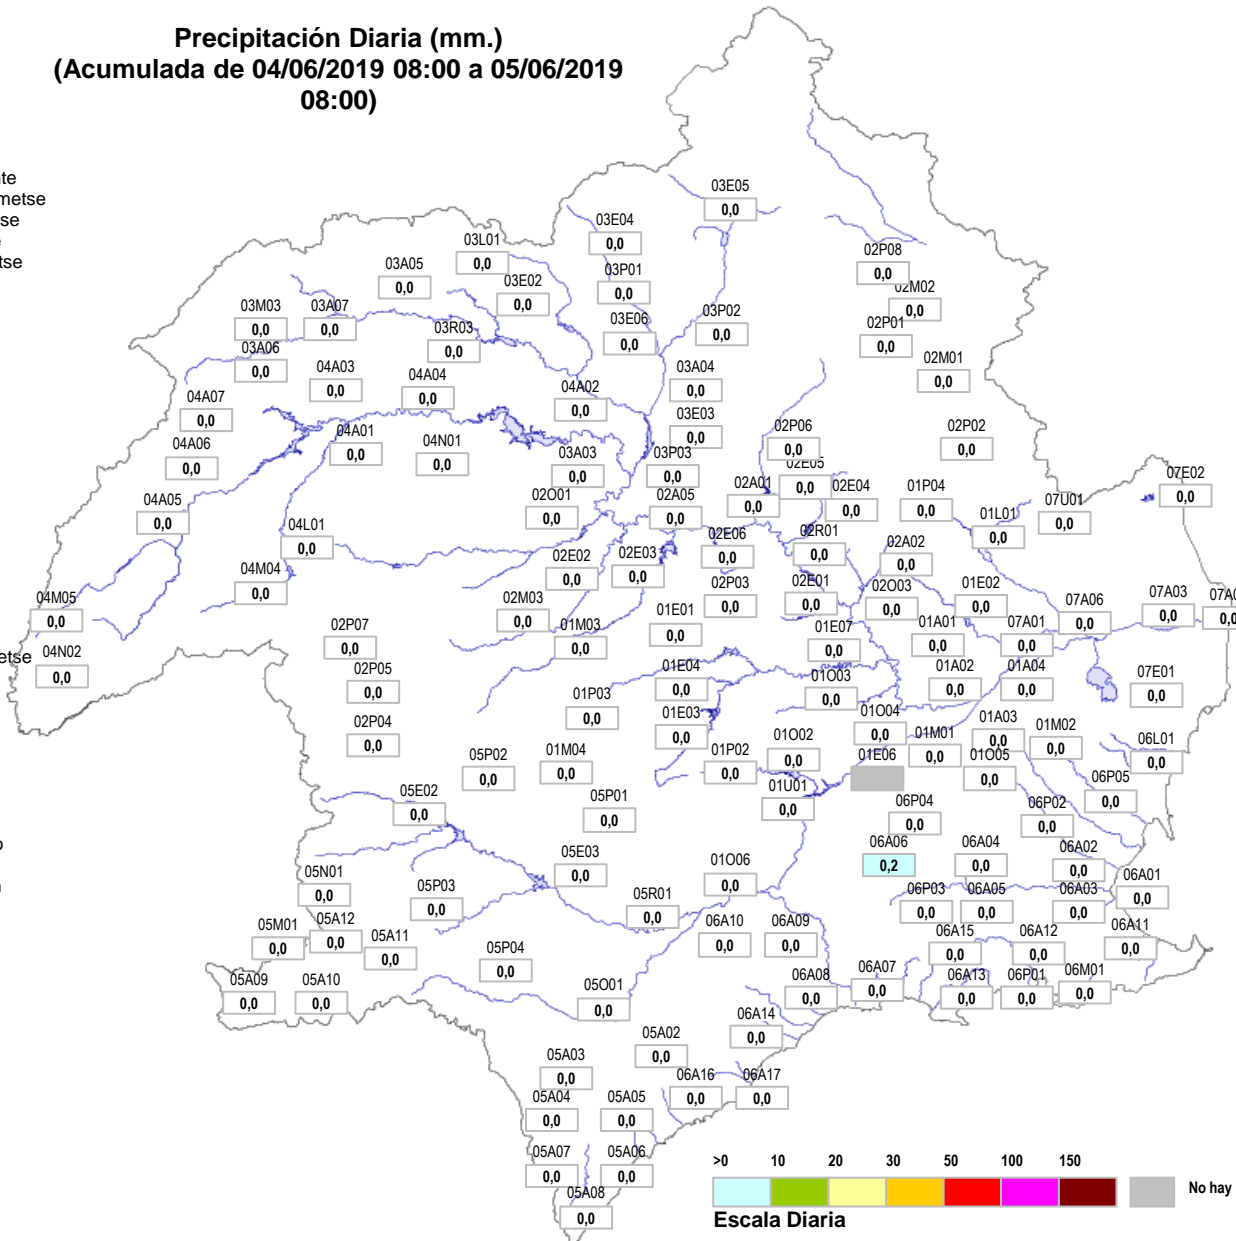 Precipitación Diaria (mm.)
(Acumulada de 04/06/2019 08:00 a 05/06/2019
08:00)
03E05
0,0
03E04
0,0
03L01
0,0
02P08
0,0
03A05
0,0
03P01
0,0
03E02
0,0
02M02
0,0
03M03
0,0
03A07
0,0
03R03
0,0
03E06
0,0
03P02
0,0
02P01
0,0
03A06
0,0
04A03
0,0
04A04
0,0
03A04
0,0
02M01
0,0
04A07
0,0
04A02
0,0
03E03
0,0
04A06
0,0
04A01
0,0
04N01
0,0
02P06
0,0
02P02
0,0
03A03
0,0
03P03
0,0
02E05
0,0
07E02
0,0
04A05
0,0
02O01
0,0
02A05
0,0
02A01
0,0
02E04
0,0
01P04
0,0
07U01
0,0
01L01
0,0
04L01
0,0
02E02
0,0
02E03
0,0
02E06
0,0
02R01
0,0
02A02
0,0
04M04
0,0
04M05
0,0
02M03
0,0
02P03
0,0
02E01
0,0
02O03
0,0
01E02
0,0
07A06
0,0
07A03
0,0
04N02
0,0
02P07
0,0
01M03
0,0
01E01
0,0
01E07
0,0
01A01
0,0
07A01
0,0
etse
02P05
0,0
01E04
0,0
01O03
0,0
01A02
0,0
01A04
0,0
07E01
0,0
02P04
0,0
01P03
0,0
01E03
0,0
01O04
0,0
01A03
0,0
01M02
0,0
05P02
0,0
01M04
0,0
01P02
0,0
01O02
0,0
01E06
01M01
0,0
01O05
0,0
06L01
0,0
05E02
0,0
05P01
0,0
01U01
0,0
06P04
0,0
06P02
0,0
06P05
0,0
05E03
0,0
01O06
0,0
06A06
0,2
06A04
0,0
06A02
0,0
05N01
0,0
05P03
0,0
05R01
0,0
06P03
0,0
06A05
0,0
06A03
0,0
06A01
0,0
05M01
0,0
05A12
0,0
05A11
0,0
05P04
0,0
06A10
0,0
06A09
0,0
06A15
0,0
06A12
0,0
06A11
0,0
05A09
0,0
05A10
0,0
05O01
0,0
06A08
0,0
06A07
0,0
06A13
0,0
06P01
0,0
06M01
0,0
05A02
0,0
06A14
0,0
05A03
0,0
06A16
0,0
06A17
0,0
05A04
0,0
05A05
0,0
05A07
0,0
05A06
0,0
05A08
0,0
>0 10 20 30 50 100 150
No hay
Escala Diaria